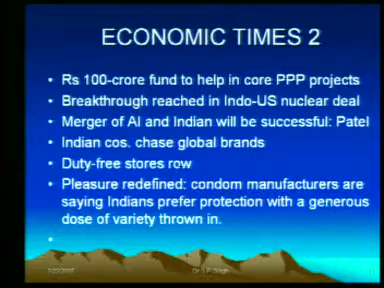 ECONOMIC TIMES 2
• Rs 100-crore fund to help in core PPP projects
• Breakthrough reached in Indo-US nuclear deal
• Merger of AI and Indian will be successful: Patel
• Indian cos. chase global brands
• Duty-free stores row
• Pleasure redefined: condom manufacturers are
saying Indians prefer protection with a generous
dose of variety thrown in.
•